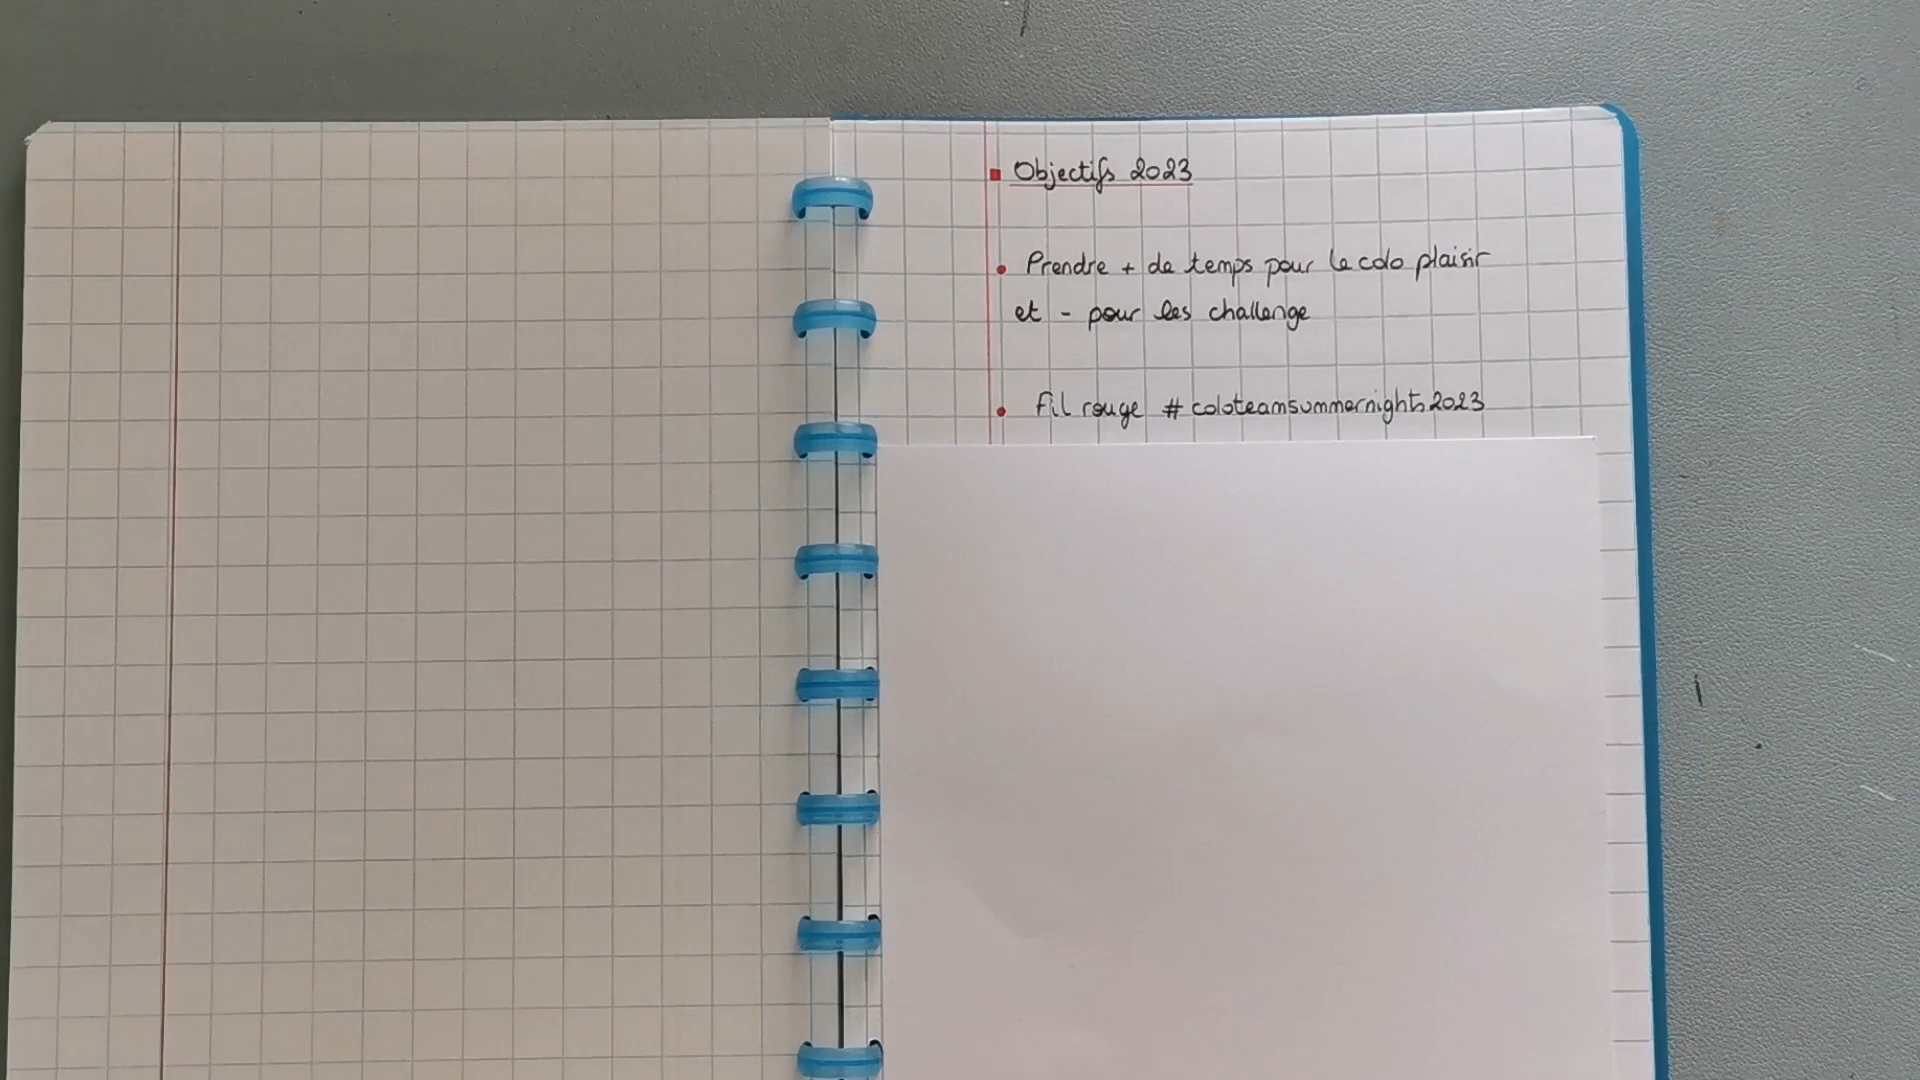 Objectifs 2023
Prendre + de temps pour le colo plaisir
et - pour les challenge
Fil rouge #coloteamsummernights2023